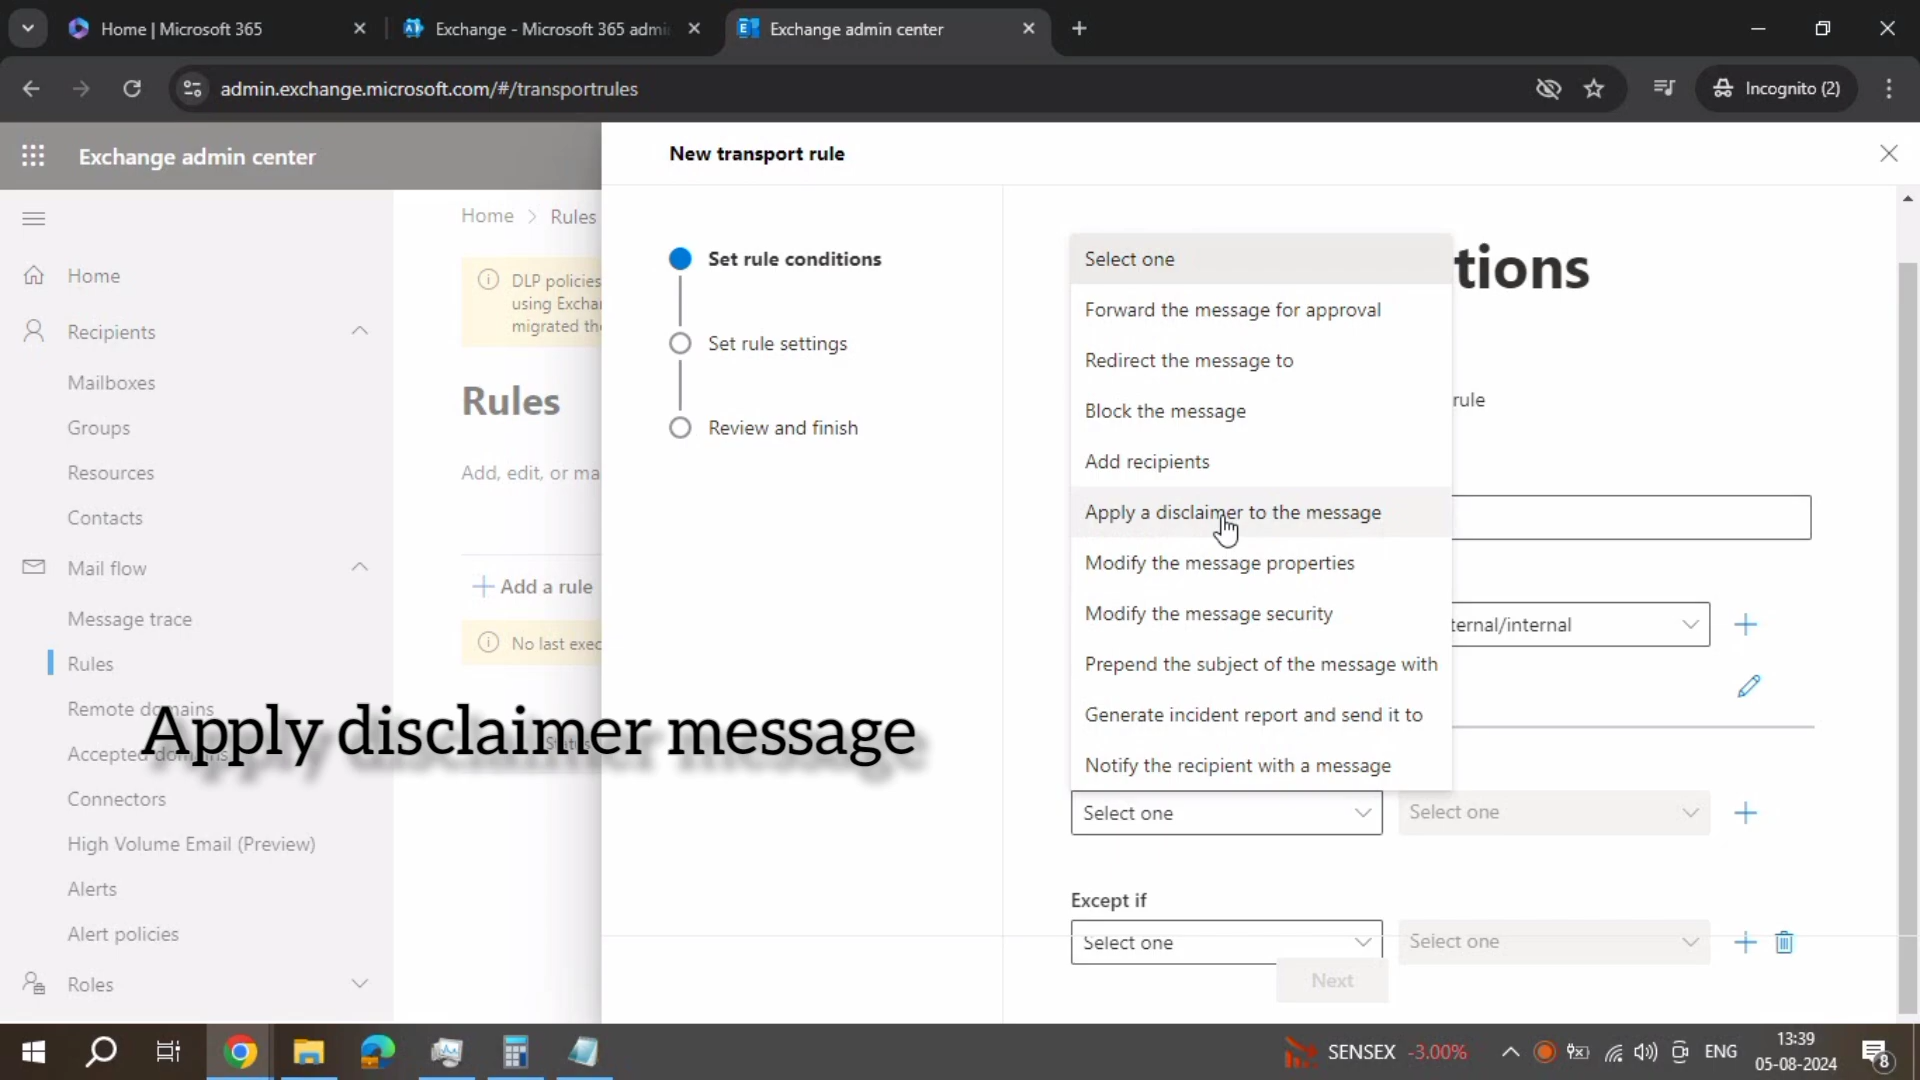 Home | Microsoft 365
Exchange - Microsoft 365 admi
Exchange admin center
admin.exchange.microsoft.com/#/transportrules
Incognito (2)
Exchange admin center
New transport rule
Home > Rules
Home
Recipients
Mailboxes
Groups
Resources
Contacts
Mail flow
Message trace
Rules
Remote domains
Accepted domains
Connectors
High Volume Email (Preview)
Alerts
Alert policies
Roles
DLP policies
using Excha
migrated the
Rules
Add, edit, or ma
Add a rule
No last exec
Status
Apply disclaimer message
Set rule conditions
Set rule settings
Review and finish
tions
rule
Select one
Forward the message for approval
Redirect the message to
Block the message
Add recipients
Apply a disclaimer to the message
Modify the message properties
Modify the message security
Prepend the subject of the message with
Generate incident report and send it to
Notify the recipient with a message
ternal/internal
Select one
Select one
Except if
Select one
Select one
Next
SENSEX -3.00%
ENG
13:39
05-08-2024
8